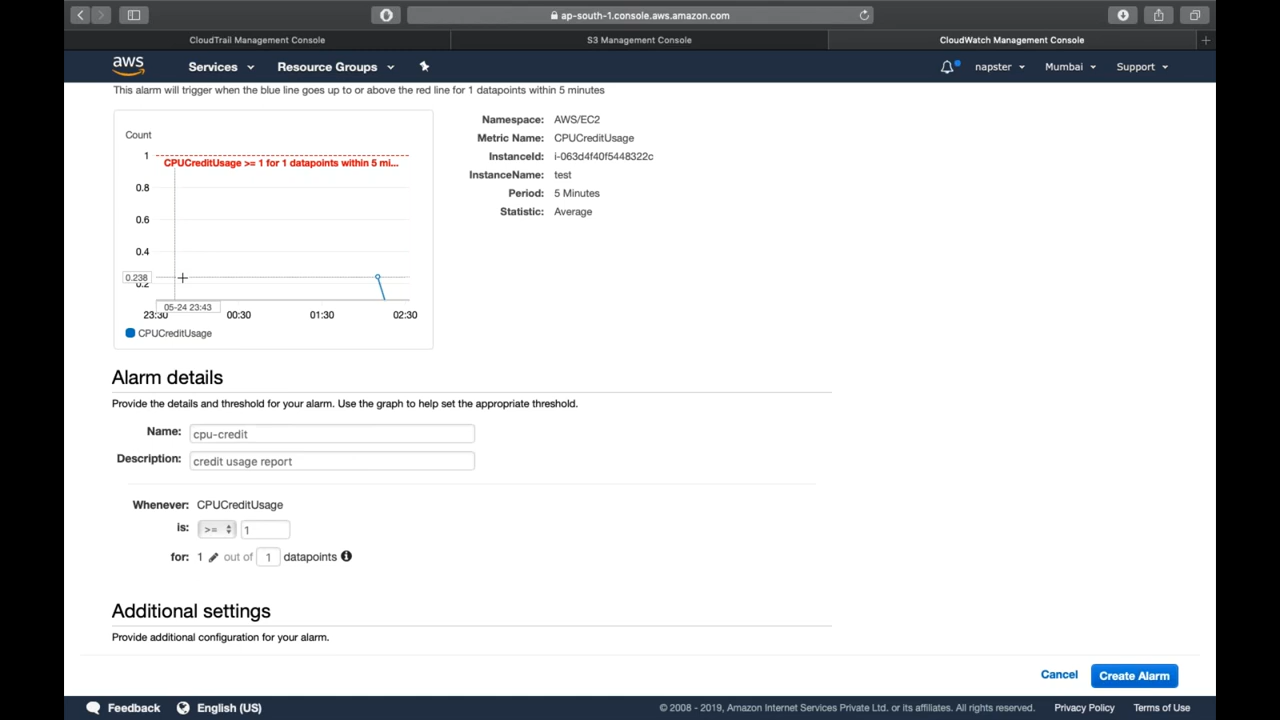 ap-south-1.console.aws.amazon.com
CloudTrail Management Console
S3 Management Console
CloudWatch Management Console
aws
Services
Resource Groups
napster
Mumbai
Support
This alarm will trigger when the blue line goes up to or above the red line for 1 datapoints within 5 minutes
Count
1
CPUCreditUsage >= 1 for 1 datapoints within 5 mi...
0.8
0.6
0.4
0.238
0.2
05-24 23:43
23:30
00:30
01:30
02:30
CPUCreditUsage
Namespace: AWS/EC2
Metric Name: CPUCreditUsage
InstanceId: i-063d4f40f5448322c
InstanceName: test
Period: 5 Minutes
Statistic: Average
Alarm details
Provide the details and threshold for your alarm. Use the graph to help set the appropriate threshold.
Name: cpu-credit
Description: credit usage report
Whenever: CPUCreditUsage
is: >= 1
for: 1 out of 1 datapoints
Additional settings
Provide additional configuration for your alarm.
Cancel
Create Alarm
Feedback
English (US)
© 2008 - 2019, Amazon Internet Services Private Ltd. or its affiliates. All rights reserved.
Privacy Policy
Terms of Use